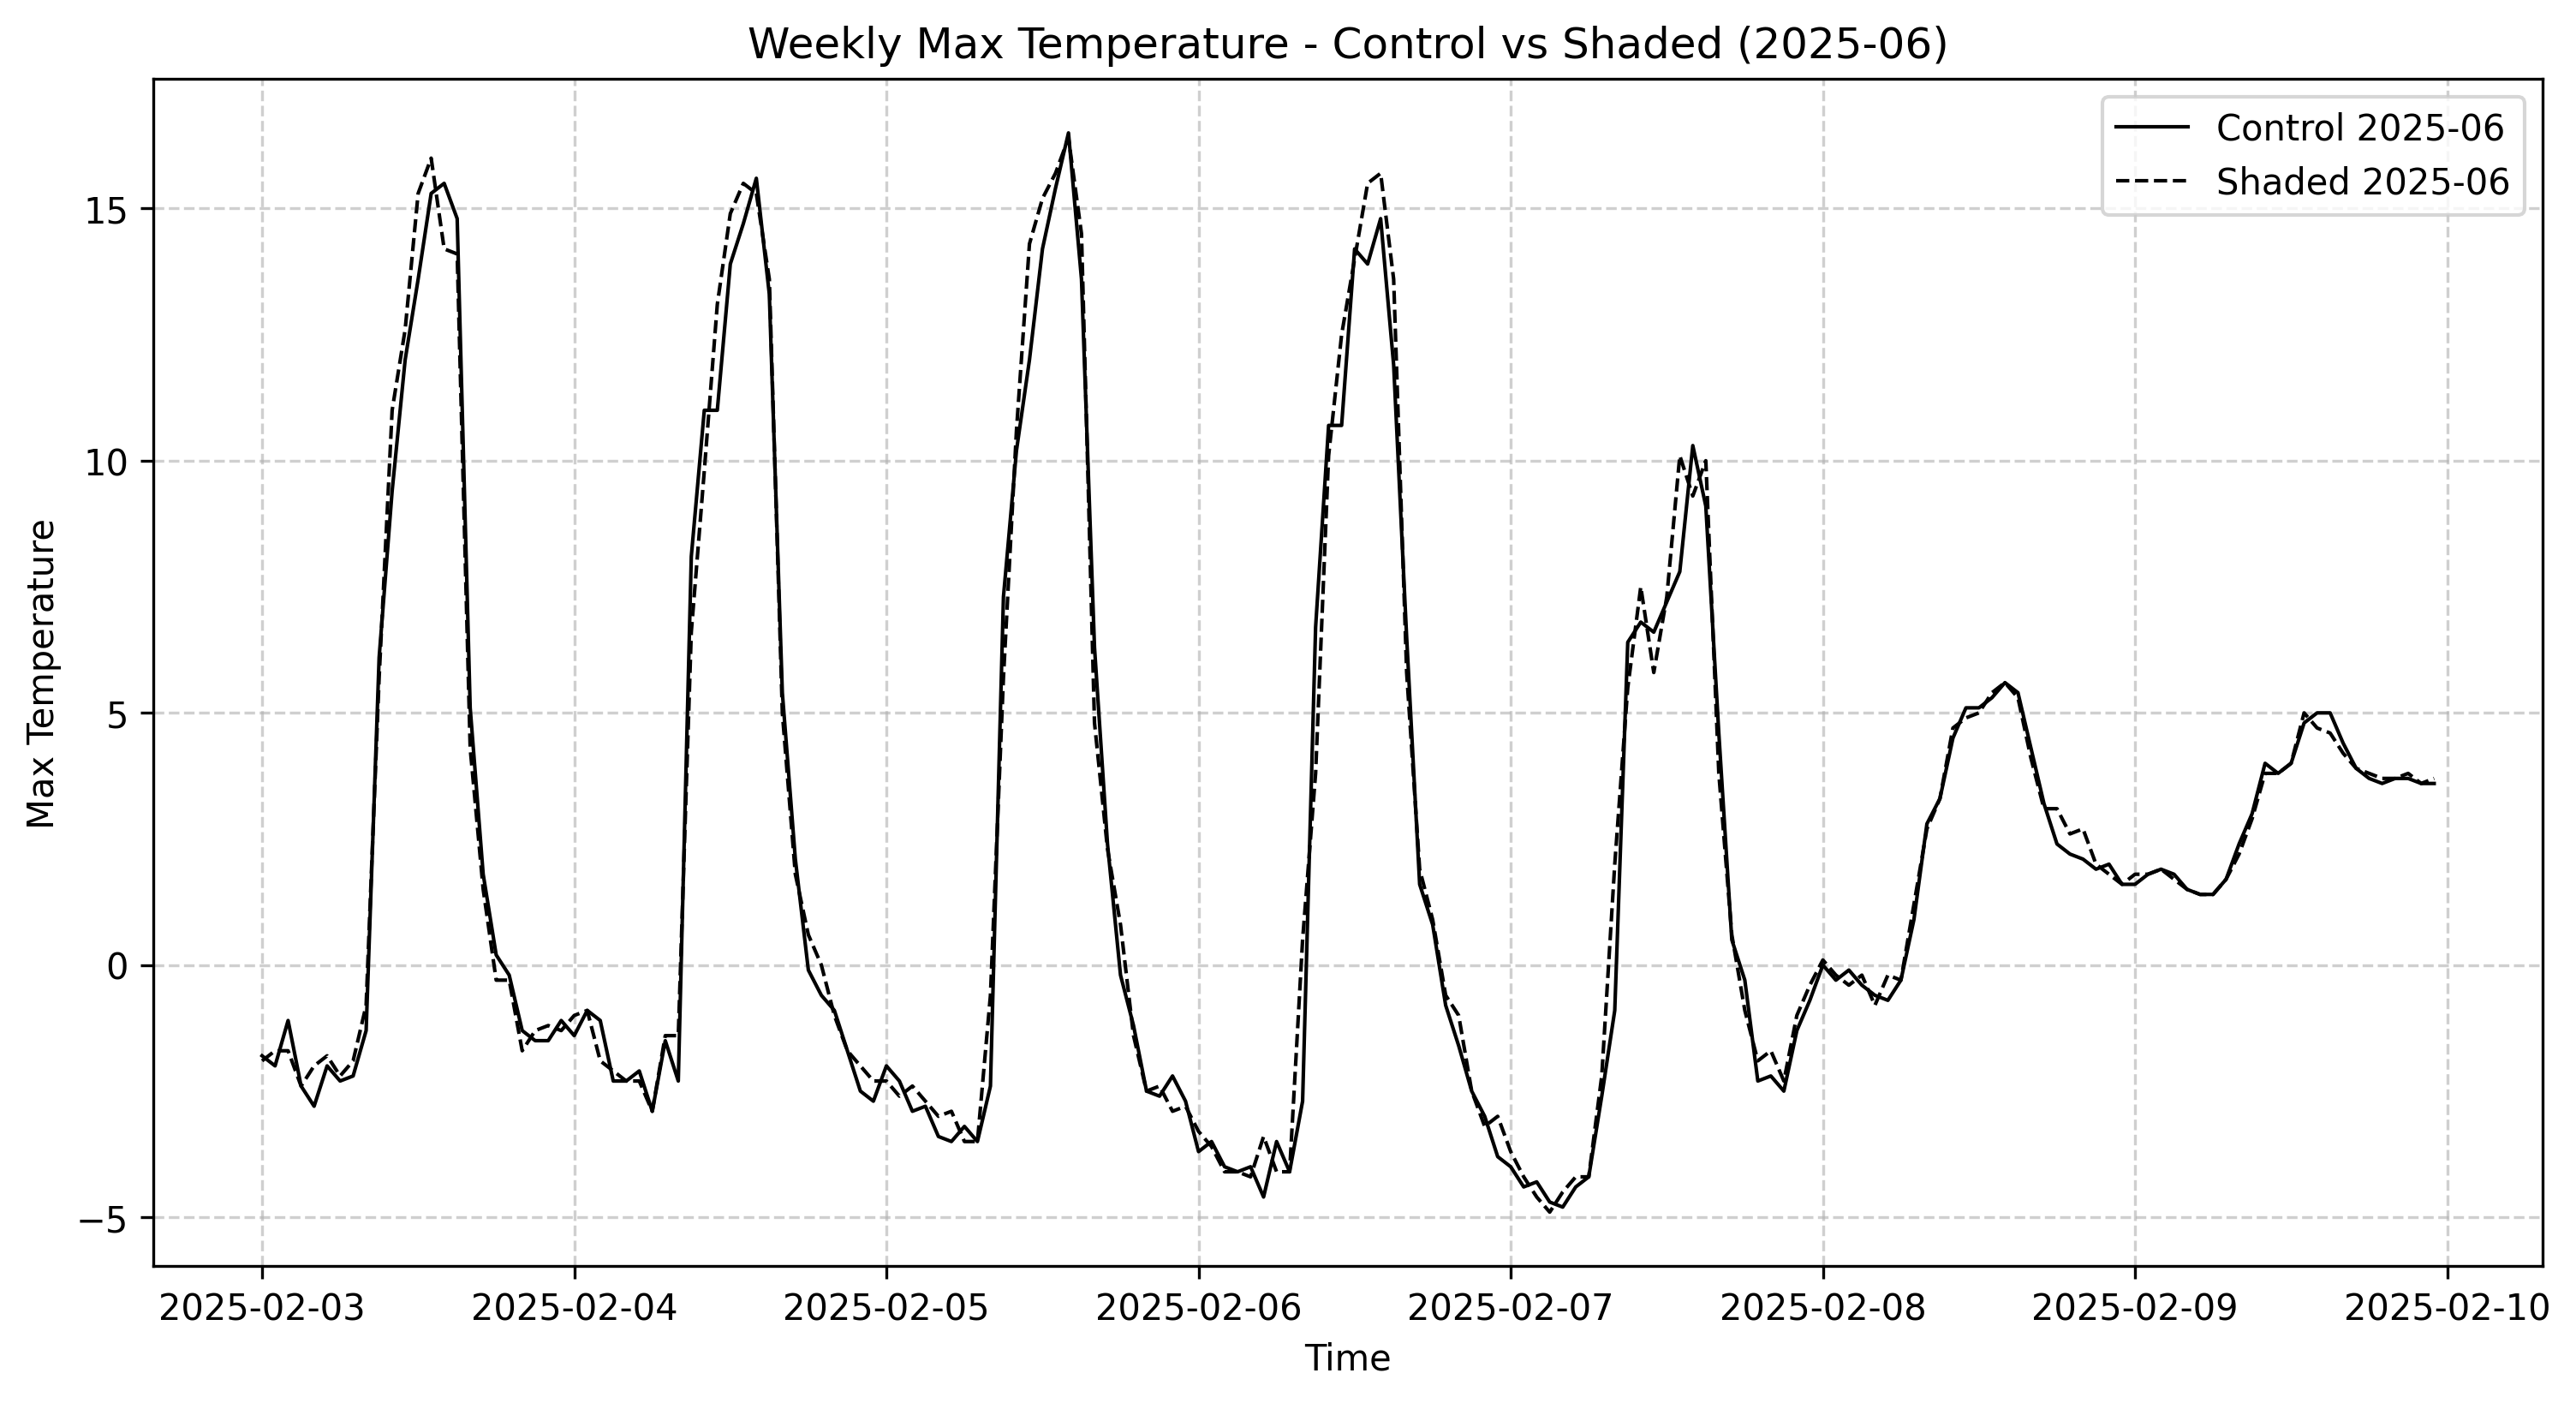 Weekly Max Temperature - Control vs Shaded (2025-06)
Control 2025-06
Shaded 2025-06
Max Temperature
15
10
5
0
−5
2025-02-03
2025-02-04
2025-02-05
2025-02-06
2025-02-07
2025-02-08
2025-02-09
2025-02-10
Time